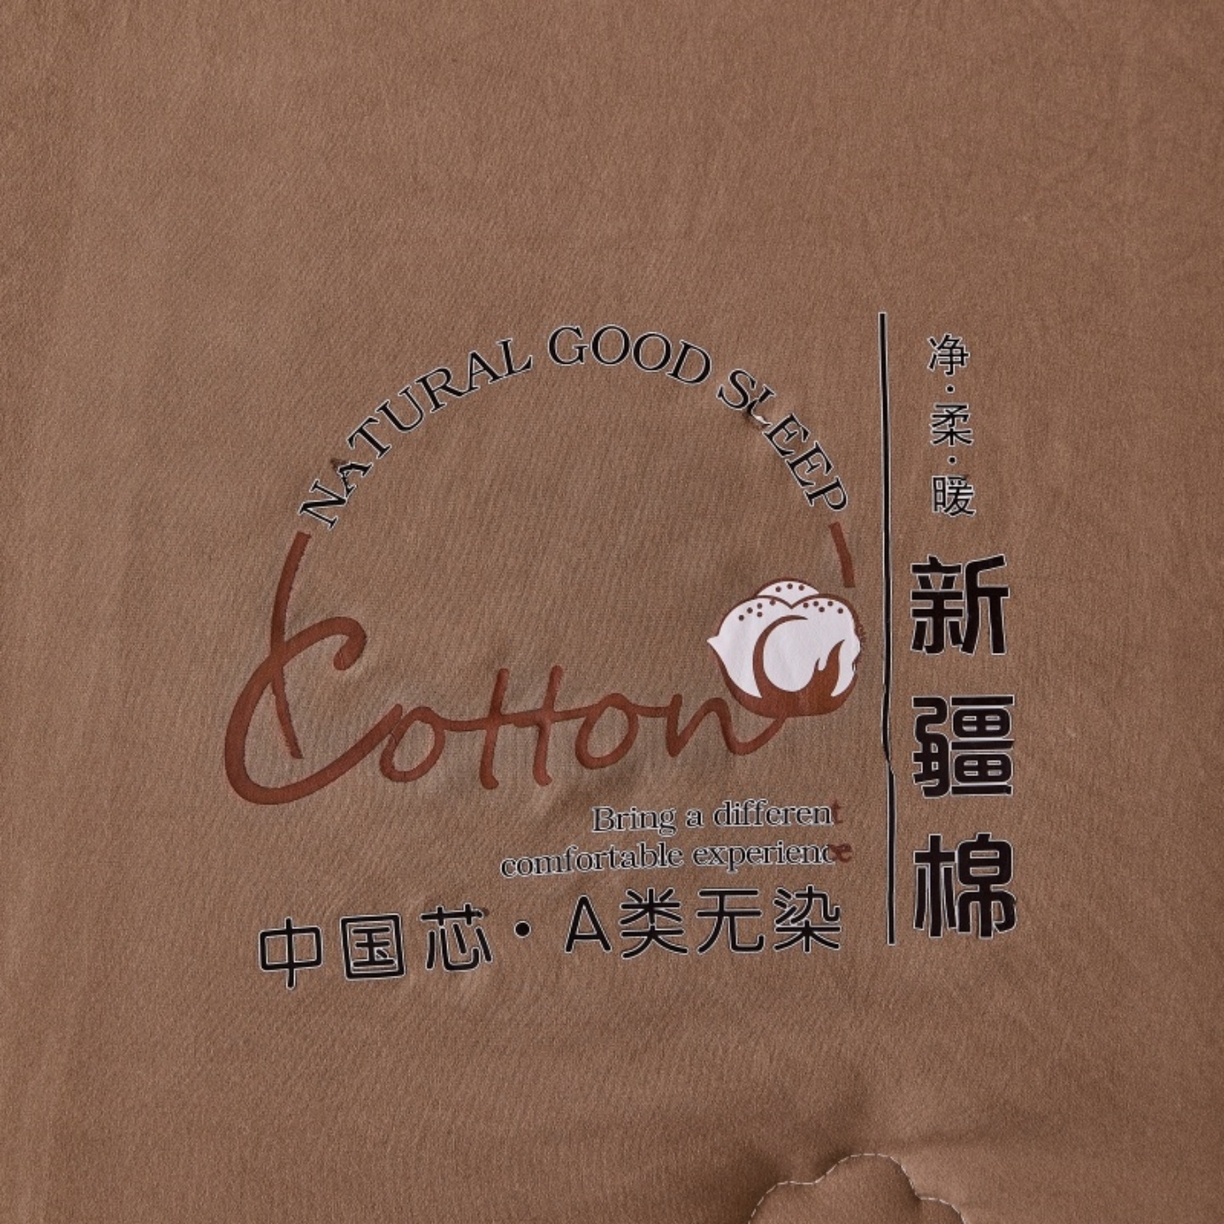 NATURAL GOOD SLEEP
Cotton
Bring a different
comfortable experience
中国芯·A类无染
净·柔·暖
新疆棉